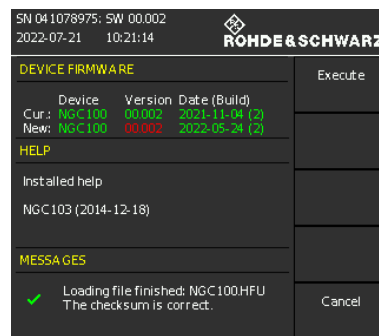 SN 041078975: SW 00.002
2022-07-21 10:21:14
ROHDE & SCHWARZ
DEVICE FIRMWARE
Execute
Device Version Date (Build)
Cur.: NGC100 00.002 2021-11-04 (2)
New: NGC100 00.002 2022-05-24 (2)
HELP
Installed help
NGC103 (2014-12-18)
MESSAGES
Loading file finished: NGC100.HFU
The checksum is correct.
Cancel